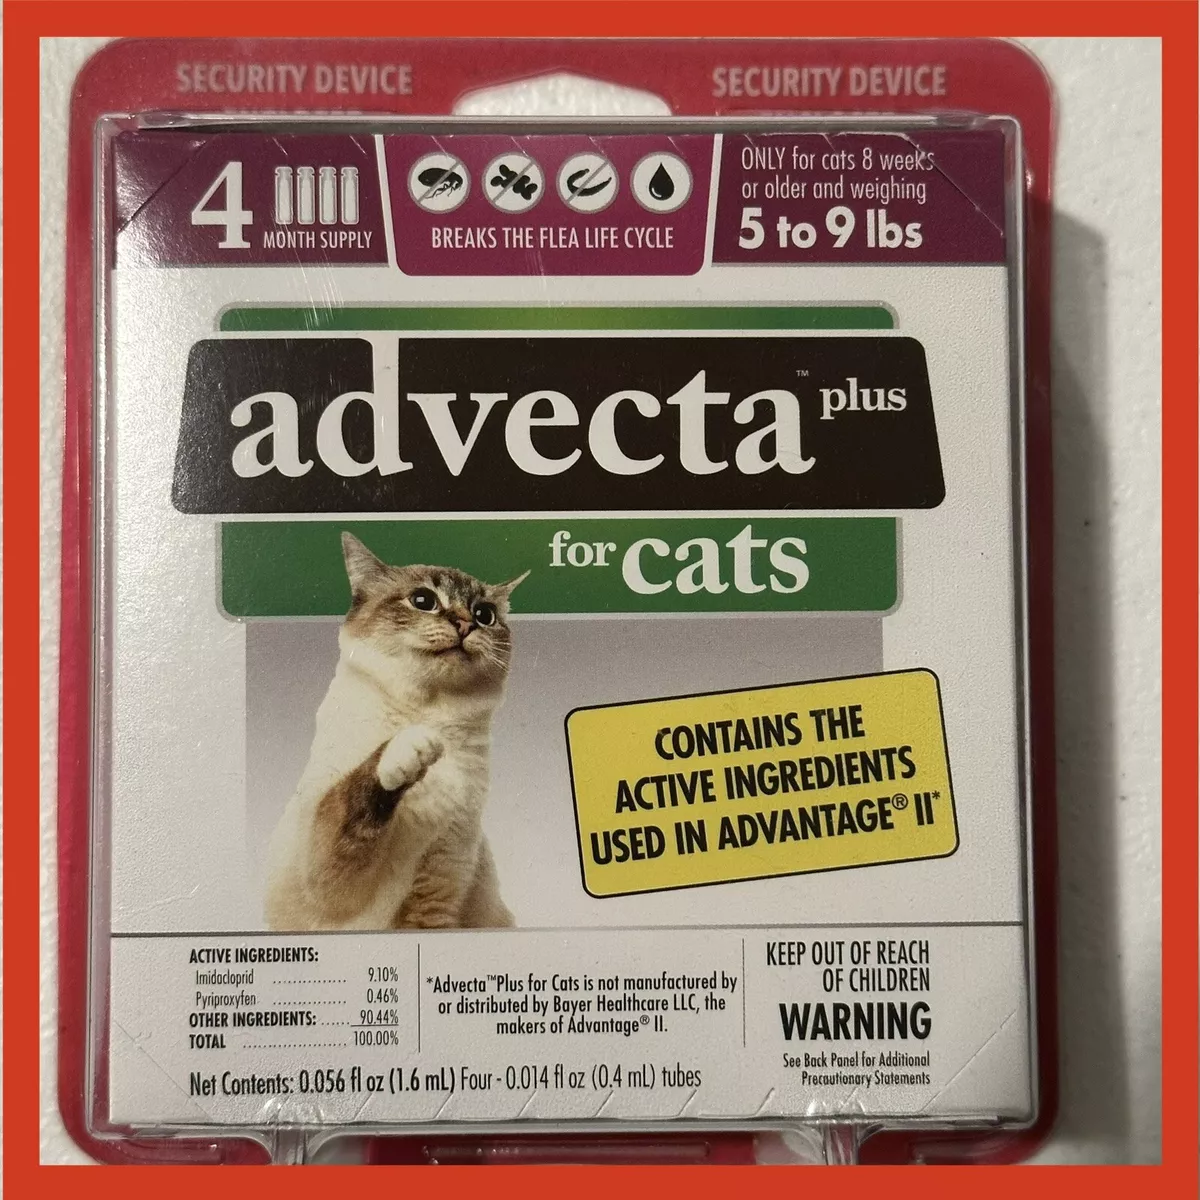 SECURITY DEVICE
SECURITY DEVICE
4
MONTH SUPPLY
BREAKS THE FLEA LIFE CYCLE
ONLY for cats 8 weeks
or older and weighing
5 to 9 lbs
advecta™ plus
for cats
CONTAINS THE
ACTIVE INGREDIENTS
USED IN ADVANTAGE® II*
ACTIVE INGREDIENTS:
Imidacloprid .............. 9.10%
Pyriproxyfen .............. 0.46%
OTHER INGREDIENTS: ...... 90.44%
TOTAL .................... 100.00%
*Advecta™Plus for Cats is not manufactured by
or distributed by Bayer Healthcare LLC, the
makers of Advantage® II.
KEEP OUT OF REACH
OF CHILDREN
WARNING
See Back Panel for Additional
Precautionary Statements
Net Contents: 0.056 fl oz (1.6 mL) Four - 0.014 fl oz (0.4 mL) tubes